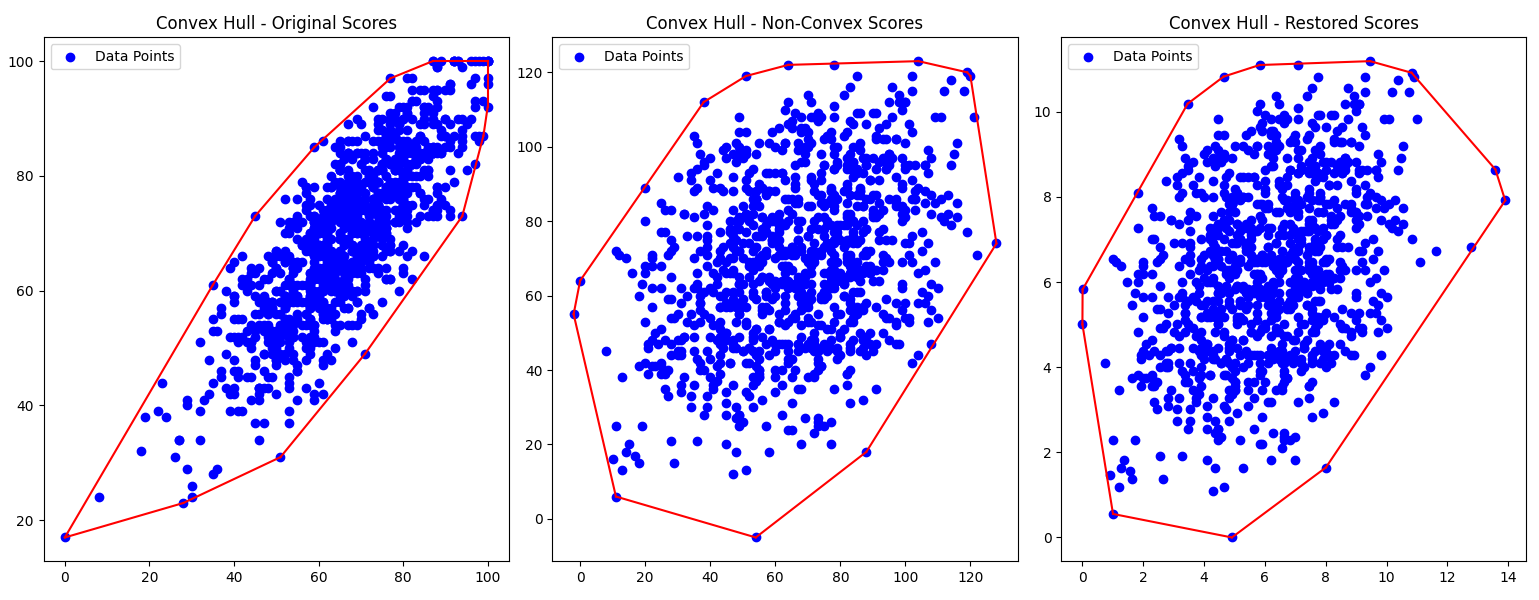 Convex Hull - Original Scores
Data Points
100
80
60
40
20
0 20 40 60 80 100
Convex Hull - Non-Convex Scores
Data Points
120
100
80
60
40
20
0
0 20 40 60 80 100 120
Convex Hull - Restored Scores
Data Points
10
8
6
4
2
0
0 2 4 6 8 10 12 14